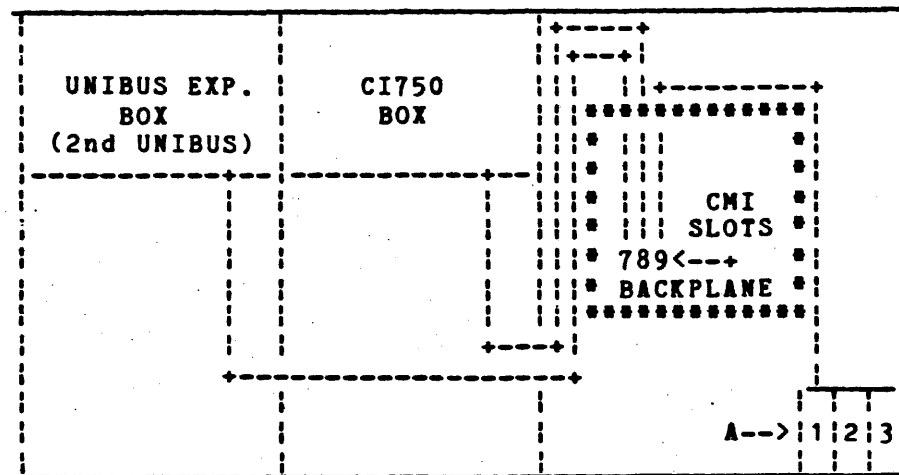 UNIBUS EXP.
BOX
(2nd UNIBUS)
CI750
BOX
CMI
SLOTS
789<--+
BACKPLANE
A-->|1|2|3